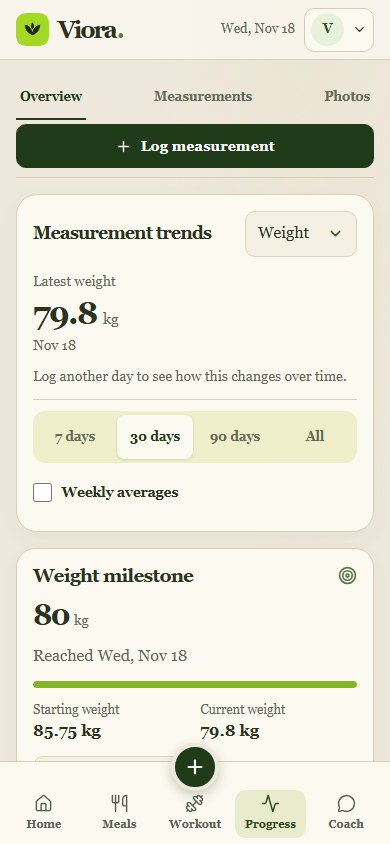 Viora.
Wed, Nov 18
V
Overview
Measurements
Photos
+ Log measurement
Measurement trends
Weight
Latest weight
79.8 kg
Nov 18
Log another day to see how this changes over time.
7 days
30 days
90 days
All
Weekly averages
Weight milestone
80 kg
Reached Wed, Nov 18
Starting weight
85.75 kg
Current weight
79.8 kg
+
Home
Meals
Workout
Progress
Coach